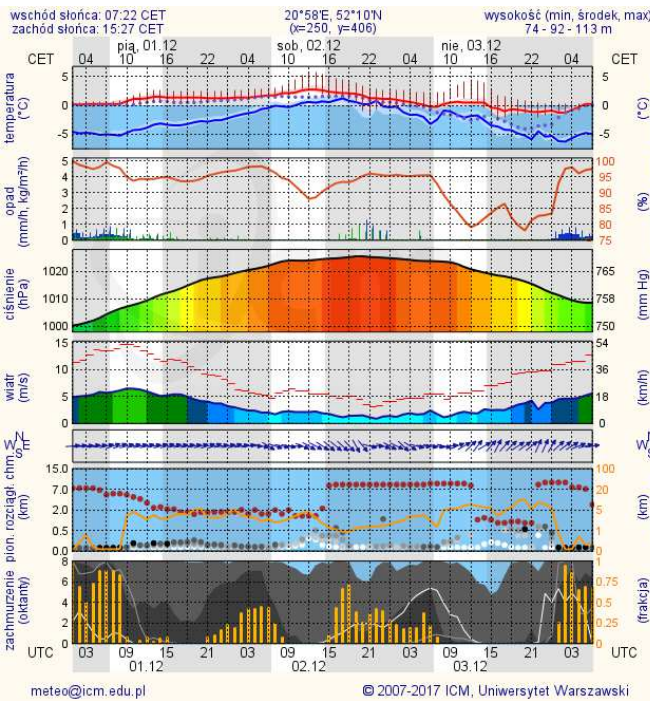 wschód słońca: 07:22 CET 20°58'E, 52°10'N wysokość (min, środek, max)
zachód słońca: 15:27 CET (x=250, y=406) 74 - 92 - 113 m
pią, 01.12 sob, 02.12 nie, 03.12
CET 04 10 16 22 04 10 16 22 04 10 16 22 04 CET
temperatura (°C) 5 0 -5 5 0 -5 (°C)
opad (mm/h, kg/m²/h) 5 4 3 2 1 0 100 95 90 85 80 75 (%)
ciśnienie (hPa) 1020 1010 1000 765 758 750 (mm Hg)
wiatr (m/s) 15 10 5 0 54 36 18 0 (km/h)
N W E S N W E S
pion. rozciągł. chm. (km) 15.0 7.0 2.0 0.5 0.0 100 20 5 1 0 (km)
zachmurzenie (oktanty) 8 6 4 2 0 1 0.75 0.5 0.25 0 (frakcja)
UTC 03 09 15 21 03 09 15 21 03 09 15 21 03 UTC
01.12 02.12 03.12
meteo@icm.edu.pl © 2007-2017 ICM, Uniwersytet Warszawski